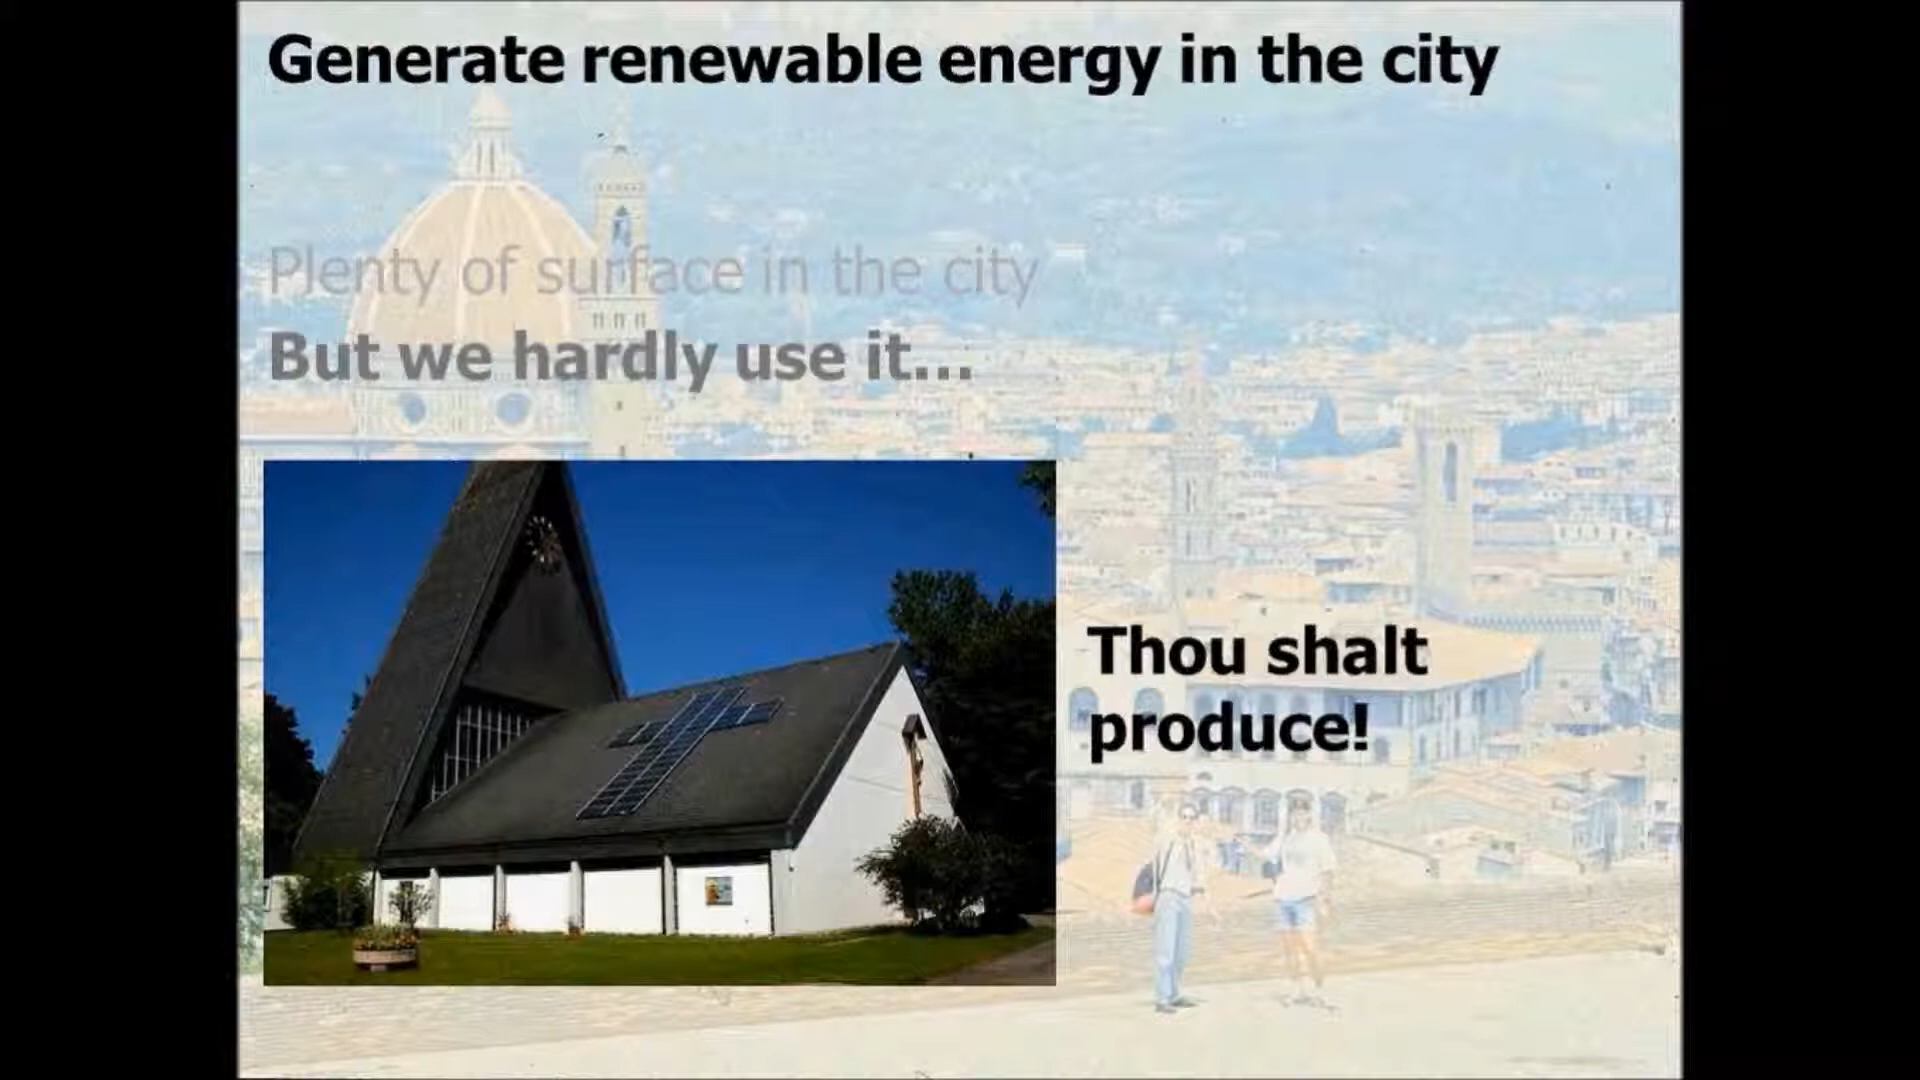 Generate renewable energy in the city
Plenty of surface in the city
But we hardly use it...
Thou shalt
produce!